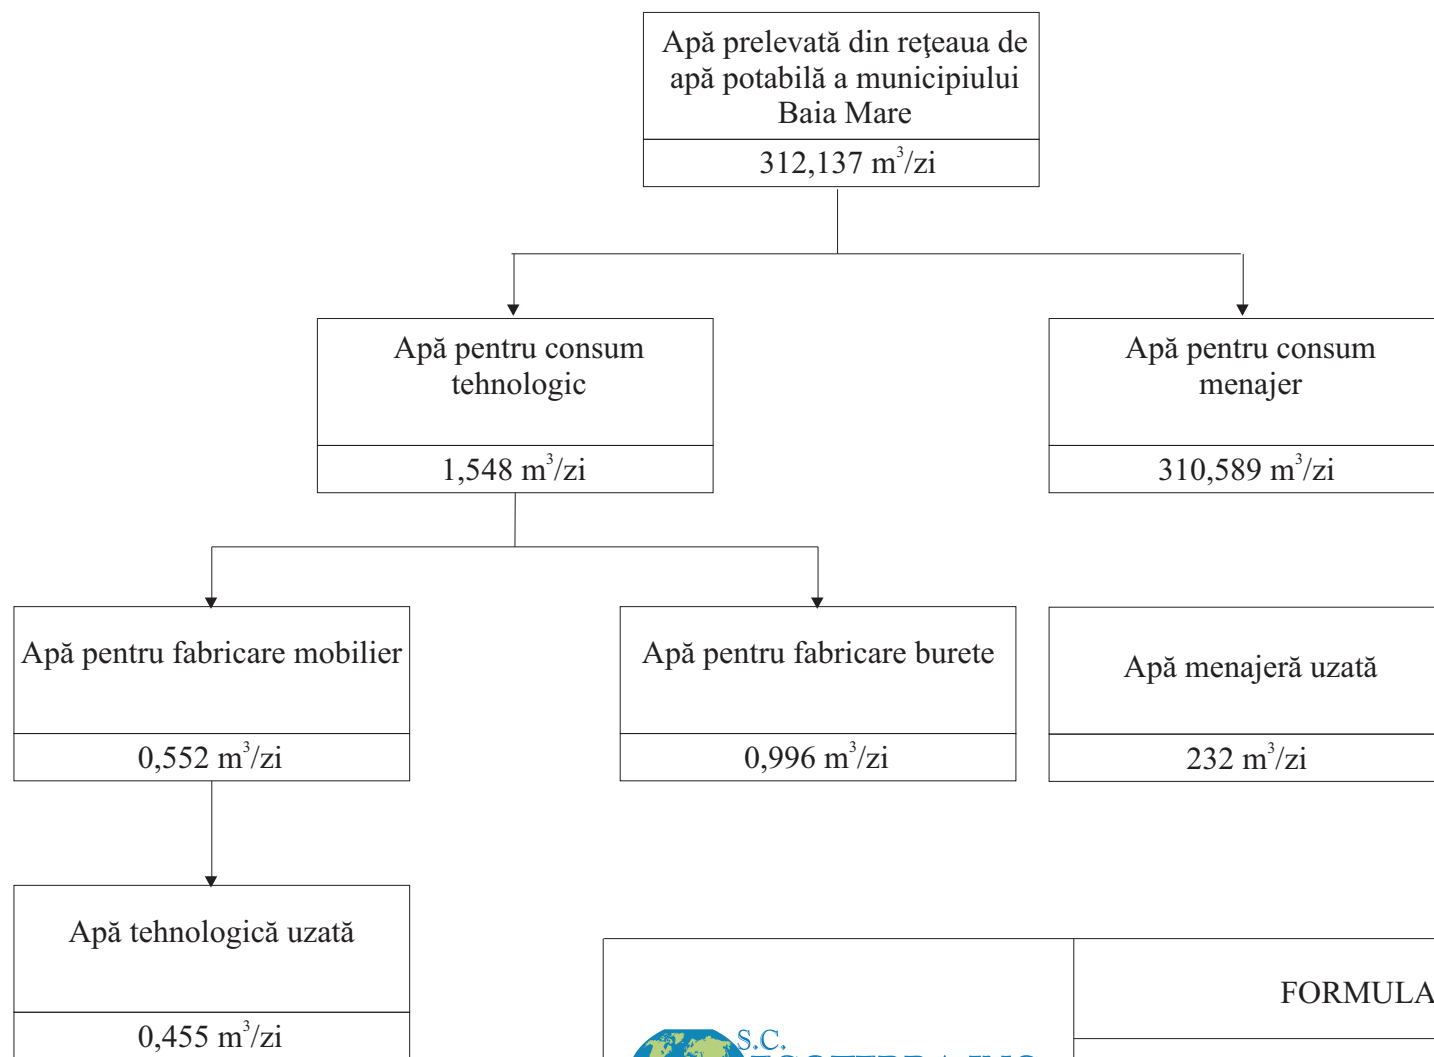 Apă prelevată din reţeaua de
apă potabilă a municipiului
Baia Mare
312,137 m³/zi
Apă pentru consum
tehnologic
1,548 m³/zi
Apă pentru consum
menajer
310,589 m³/zi
Apă pentru fabricare mobilier
0,552 m³/zi
Apă pentru fabricare burete
0,996 m³/zi
Apă menajeră uzată
232 m³/zi
Apă tehnologică uzată
0,455 m³/zi
FORMULA
S.C.